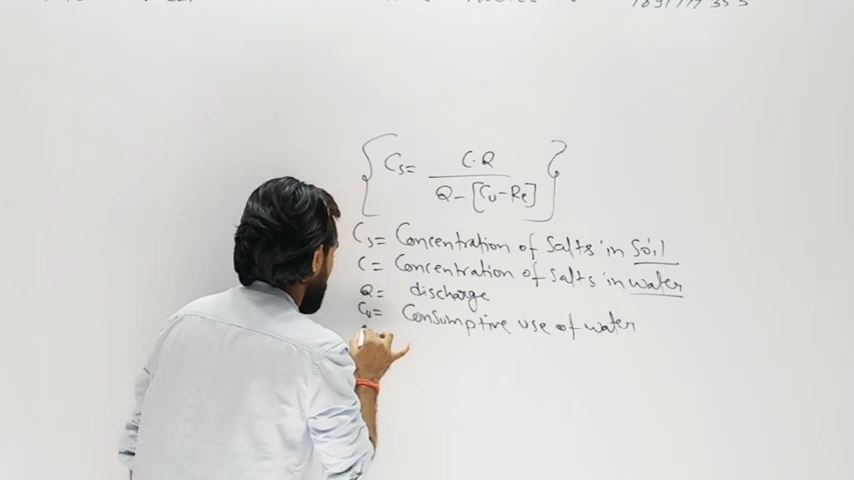 Cs = C.Q / Q - [Cu - Re]
Cs = Concentration of salts in soil
C = Concentration of salts in water
Q = discharge
Cu = Consumptive use of water